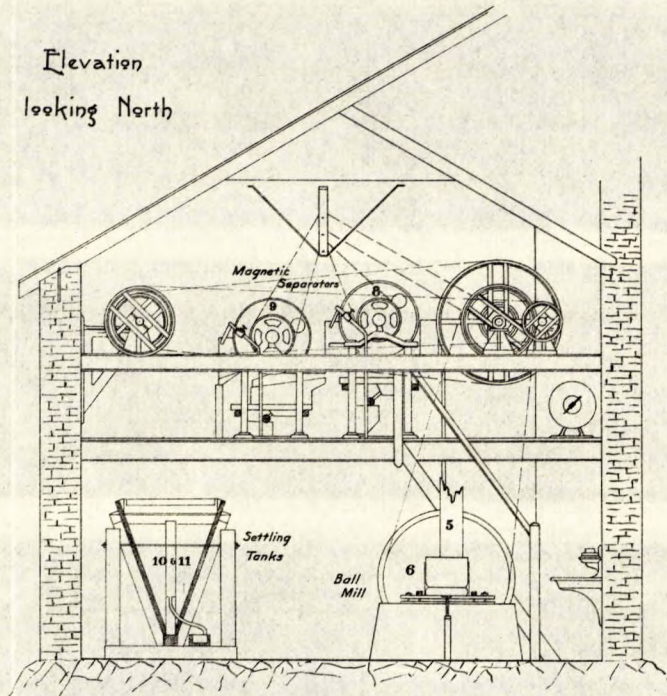 Elevation
looking North
Magnetic
Separators
9
8
5
6
10 & 11
Settling
Tanks
Ball
Mill